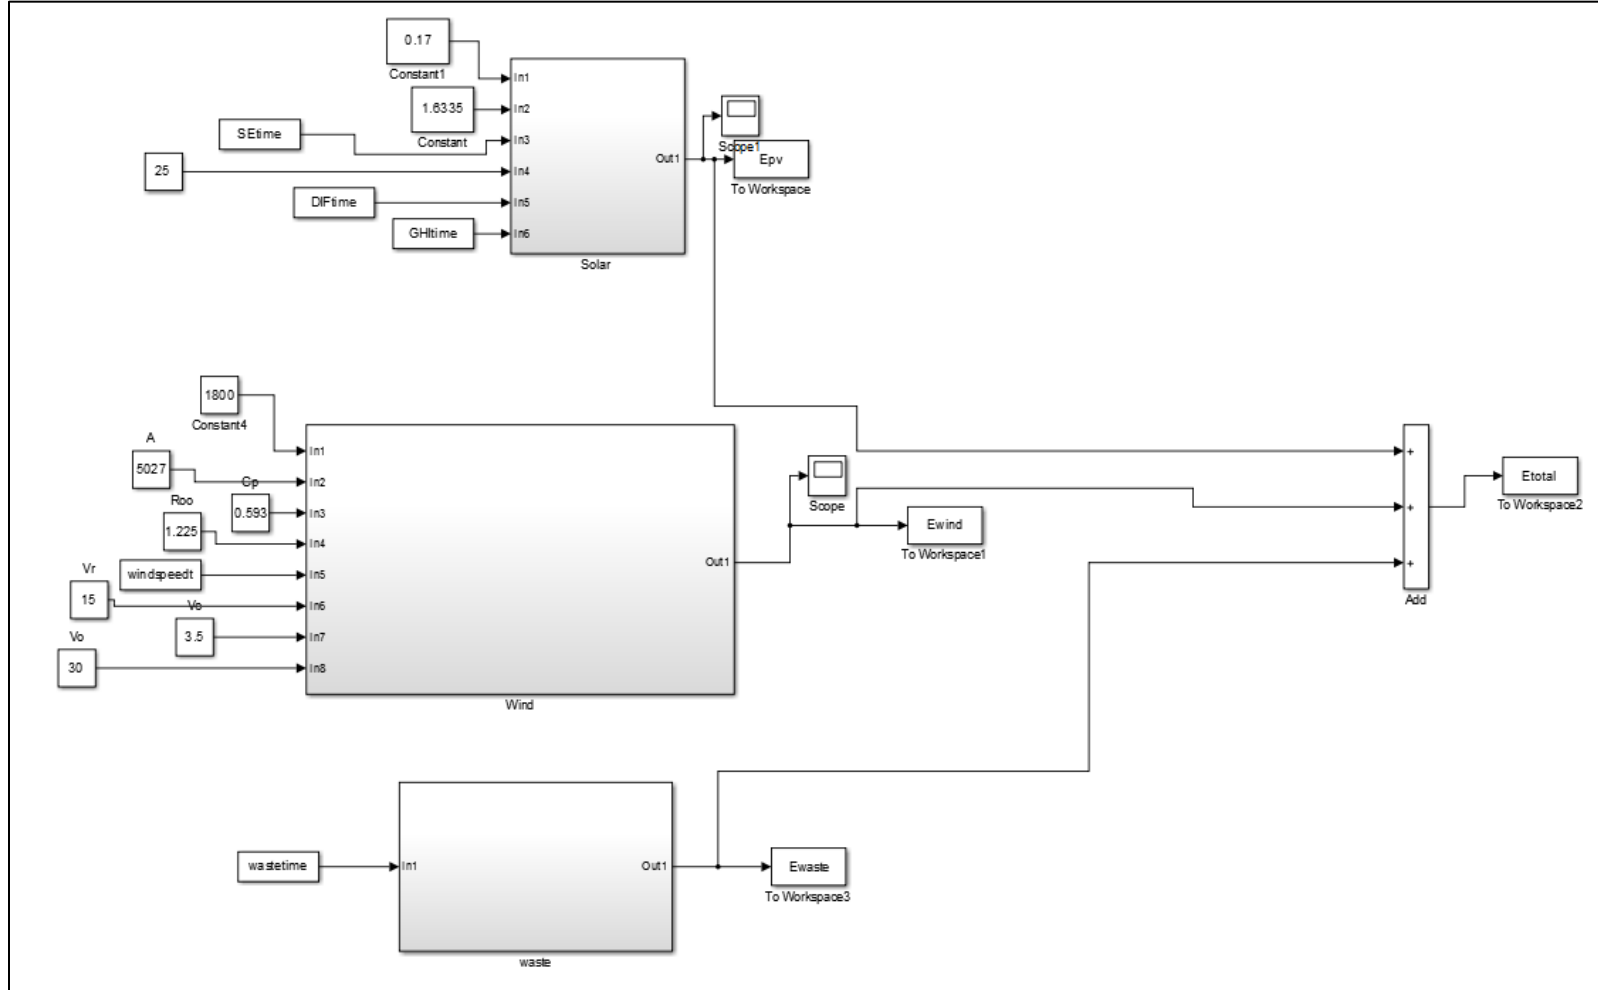 0.17
Constant1
1.6335
Constant
SEtime
25
DIFtime
GHItime
In1
In2
In3
In4
In5
In6
Out1
Solar
Scope1
Epv
To Workspace
1800
Constant4
A
5027
Cp
0.593
Roo
1.225
windspeedt
Vr
15
Vc
3.5
Vo
30
In1
In2
In3
In4
In5
In6
In7
In8
Out1
Wind
Scope
Ewind
To Workspace1
+
+
+
Add
Etotal
To Workspace2
wastetime
In1
Out1
waste
Ewaste
To Workspace3